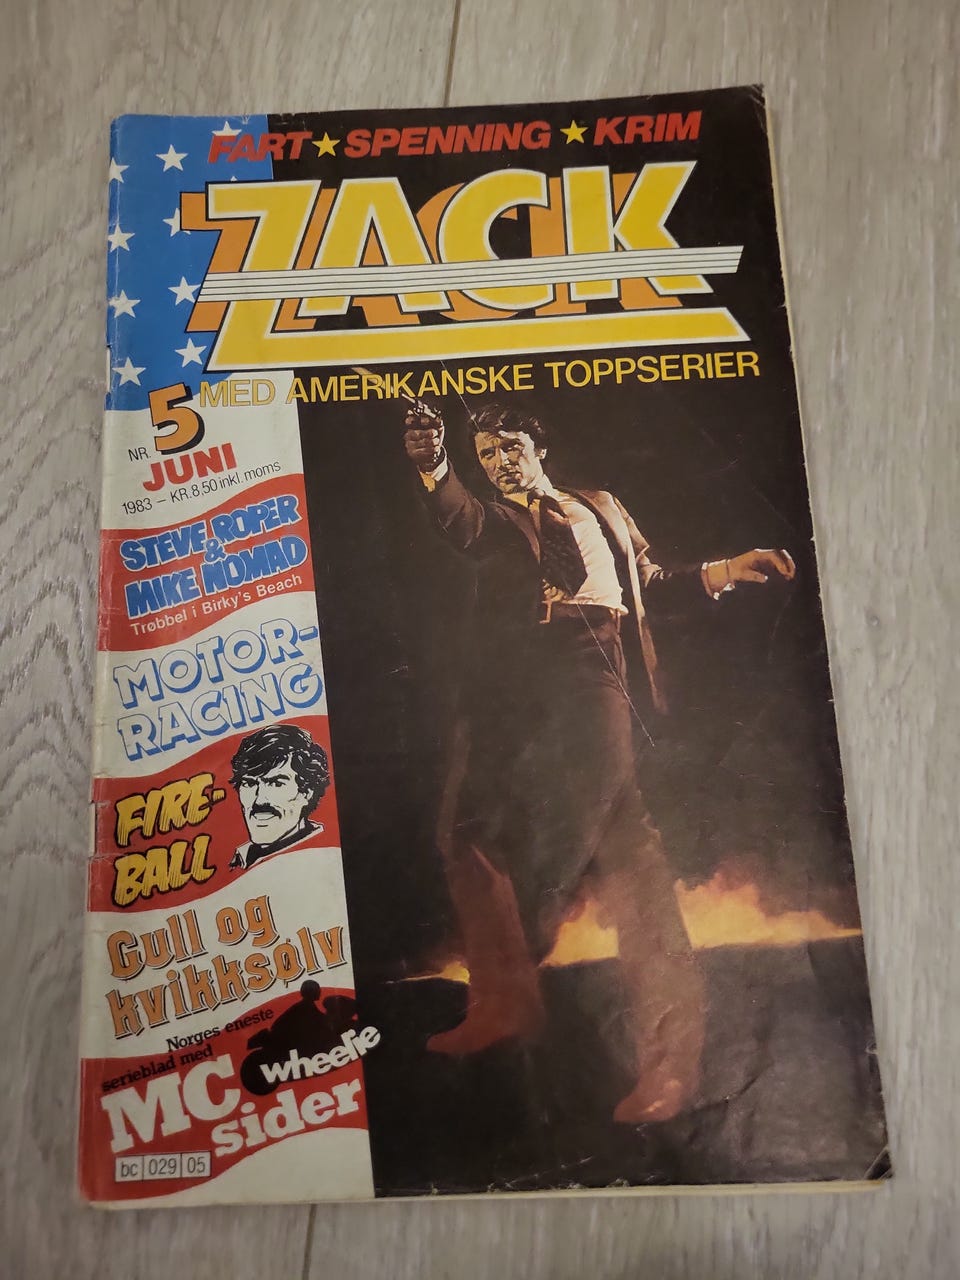 FART ★ SPENNING ★ KRIM
ZACK
MED AMERIKANSKE TOPPSERIER
NR. 5
JUNI
1983 – KR.8,50 inkl. moms
STEVE ROPER
&
MIKE NOMAD
Trøbbel i Birky's Beach
MOTOR-
RACING
FIRE-
BALL
Gull og
kvikksølv
Norges eneste
serieblad med
MC
wheelie
sider
bc 029 05